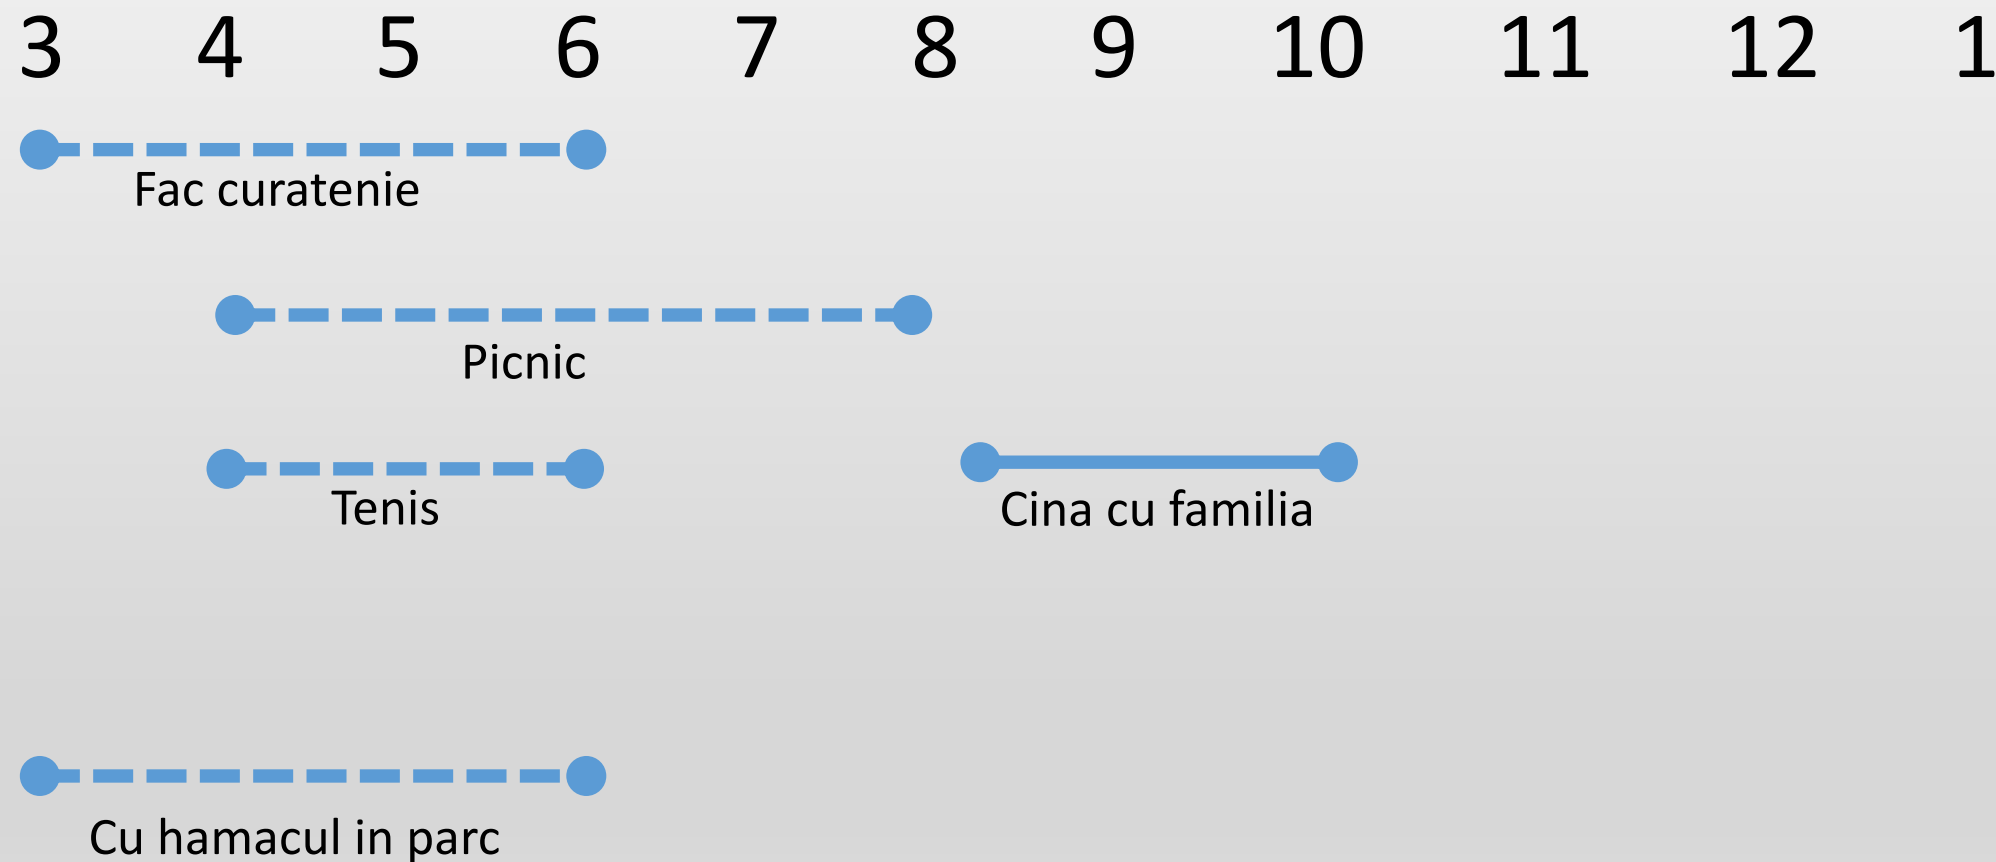 3 4 5 6 7 8 9 10 11 12 1
Fac curatenie
Picnic
Tenis
Cina cu familia
Cu hamacul in parc